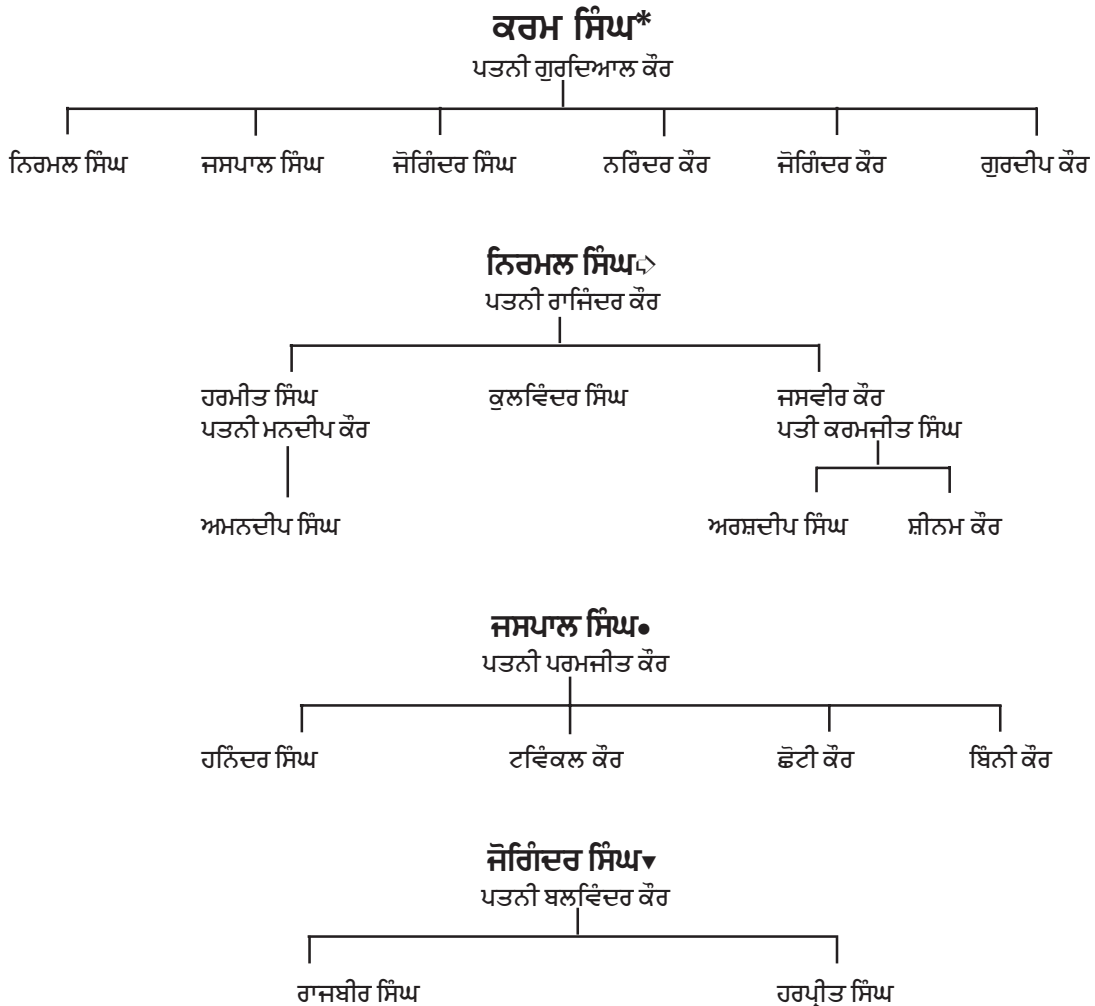 ਕਰਮ ਸਿੰਘ*
ਪਤਨੀ ਗੁਰਦਿਆਲ ਕੌਰ
ਨਿਰਮਲ ਸਿੰਘ ਜਸਪਾਲ ਸਿੰਘ ਜੋਗਿੰਦਰ ਸਿੰਘ ਨਰਿੰਦਰ ਕੌਰ ਜੋਗਿੰਦਰ ਕੌਰ ਗੁਰਦੀਪ ਕੌਰ
ਨਿਰਮਲ ਸਿੰਘ➪
ਪਤਨੀ ਰਾਜਿੰਦਰ ਕੌਰ
ਹਰਮੀਤ ਸਿੰਘ ਕੁਲਵਿੰਦਰ ਸਿੰਘ ਜਸਵੀਰ ਕੌਰ
ਪਤਨੀ ਮਨਦੀਪ ਕੌਰ ਪਤੀ ਕਰਮਜੀਤ ਸਿੰਘ
ਅਮਨਦੀਪ ਸਿੰਘ ਅਰਸ਼ਦੀਪ ਸਿੰਘ ਸ਼ੀਨਮ ਕੌਰ
ਜਸਪਾਲ ਸਿੰਘ●
ਪਤਨੀ ਪਰਮਜੀਤ ਕੌਰ
ਹਨਿੰਦਰ ਸਿੰਘ ਟਵਿੰਕਲ ਕੌਰ ਛੋਟੀ ਕੌਰ ਬਿੰਨੀ ਕੌਰ
ਜੋਗਿੰਦਰ ਸਿੰਘ▼
ਪਤਨੀ ਬਲਵਿੰਦਰ ਕੌਰ
ਰਾਜਬੀਰ ਸਿੰਘ ਹਰਪ੍ਰੀਤ ਸਿੰਘ